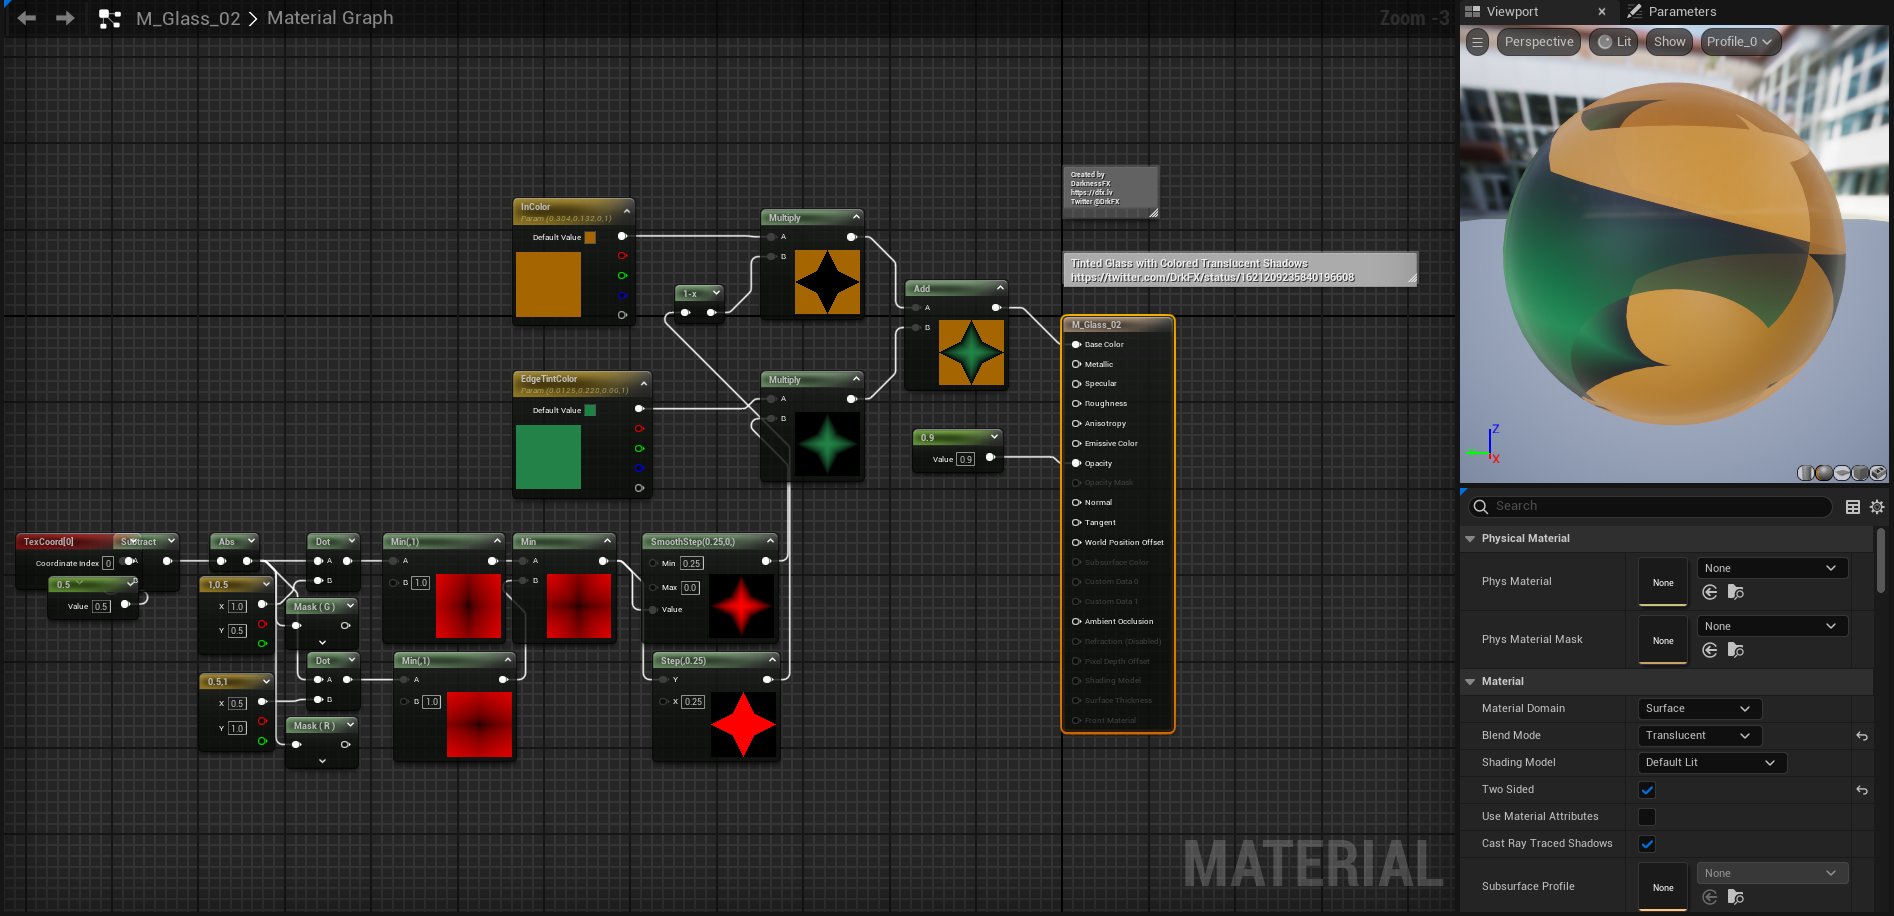 M_Glass_02 > Material Graph
Zoom -3
Viewport
Parameters
Perspective
Lit
Show
Profile_0
Created by
DarknessFX
https://dfx.lv
Twitter @DrkFX
Tinted Glass with Colored Translucent Shadows
https://twitter.com/DrkFX/status/1621209235840196608
InColor
Param (0.304,0.132,0,1)
Default Value
Multiply
A
B
1-x
Add
A
B
EdgeTintColor
Param (0.0125,0.220,0.06,1)
Default Value
Multiply
A
B
0.9
Value 0.9
M_Glass_02
Base Color
Metallic
Specular
Roughness
Anisotropy
Emissive Color
Opacity
Opacity Mask
Normal
Tangent
World Position Offset
Subsurface Color
Custom Data 0
Custom Data 1
Ambient Occlusion
Refraction (Disabled)
Pixel Depth Offset
Shading Model
Surface Thickness
Front Material
TexCoord[0]
Coordinate Index 0
Subtract
A
B
0.5
Value 0.5
Abs
1,0.5
X 1.0
Y 0.5
0.5,1
X 0.5
Y 1.0
Dot
A
B
Mask ( G )
Dot
A
B
Mask ( R )
Min(,1)
A
B 1.0
Min
A
B
Min(,1)
A
B 1.0
SmoothStep(0.25,0,)
Min 0.25
Max 0.0
Value
Step(,0.25)
Y
X 0.25
MATERIAL
Z
X
Search
Physical Material
Phys Material
None
None
Phys Material Mask
None
None
Material
Material Domain
Surface
Blend Mode
Translucent
Shading Model
Default Lit
Two Sided
Use Material Attributes
Cast Ray Traced Shadows
Subsurface Profile
None
None